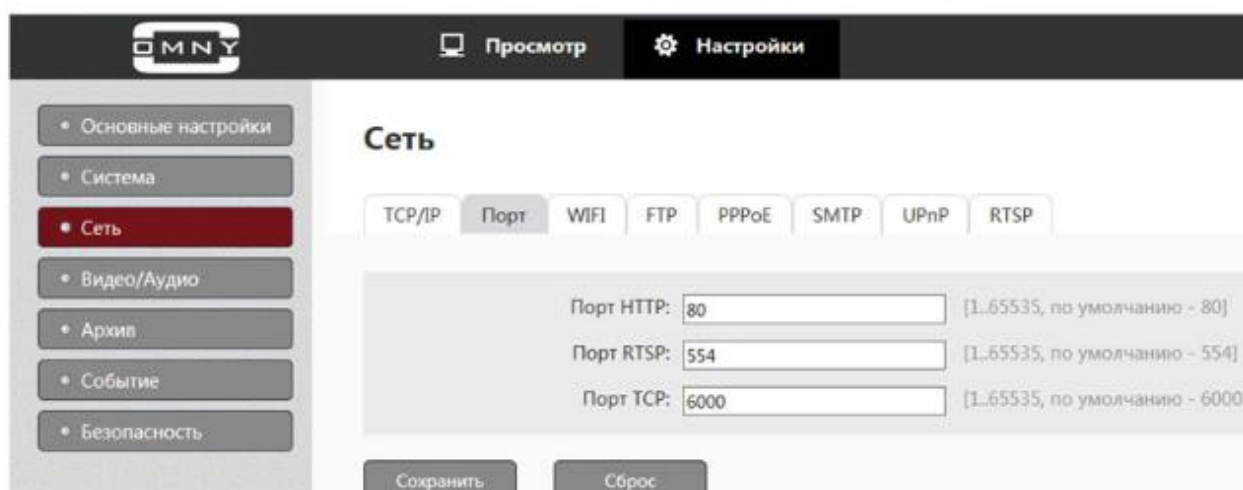 OMNY
Просмотр
Настройки
Основные настройки
Система
Сеть
Видео/Аудио
Архив
Событие
Безопасность
Сеть
TCP/IP Порт WIFI FTP PPPoE SMTP UPnP RTSP
Порт HTTP: 80 [1..65535, по умолчанию - 80]
Порт RTSP: 554 [1..65535, по умолчанию - 554]
Порт TCP: 6000 [1..65535, по умолчанию - 6000
Сохранить Сброс